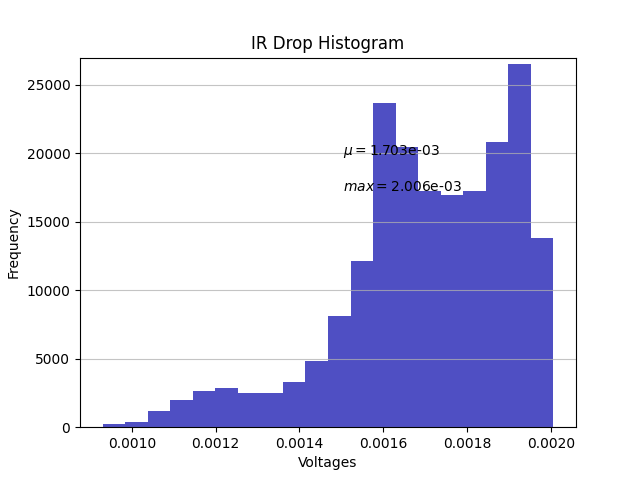 IR Drop Histogram
25000
20000
15000
10000
5000
0
Frequency
μ = 1.703e-03
max = 2.006e-03
0.0010 0.0012 0.0014 0.0016 0.0018 0.0020
Voltages